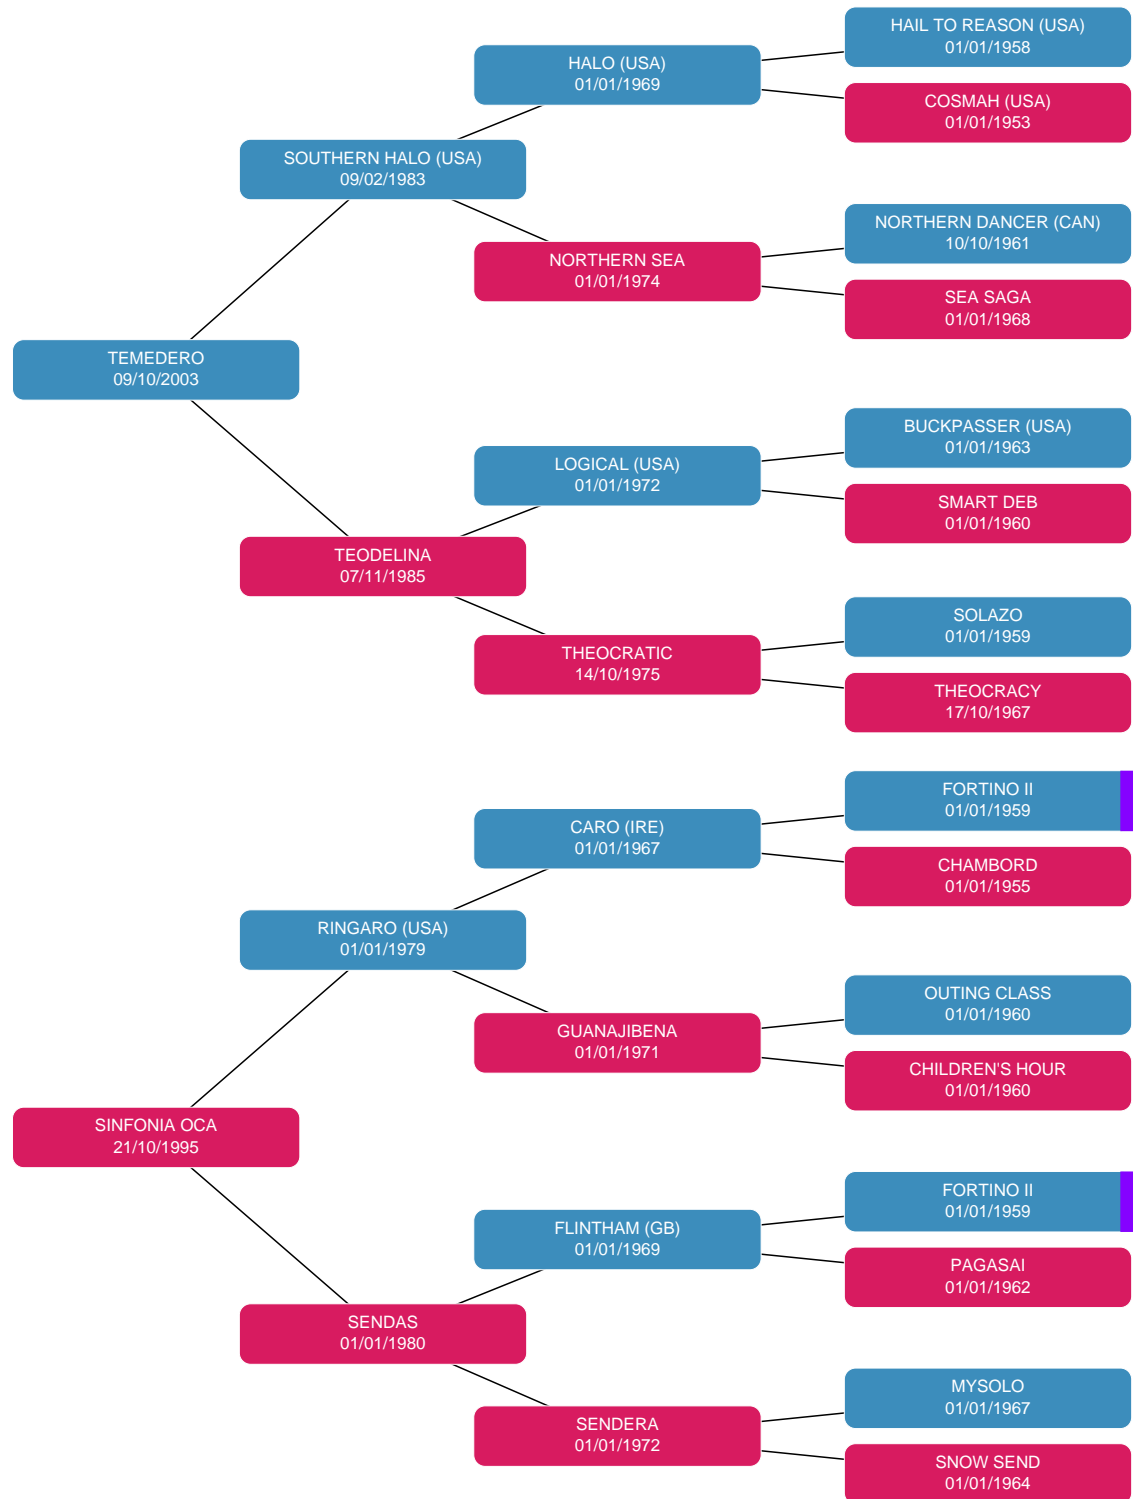 HAIL TO REASON (USA)
01/01/1958
HALO (USA)
01/01/1969
COSMAH (USA)
01/01/1953
SOUTHERN HALO (USA)
09/02/1983
NORTHERN DANCER (CAN)
10/10/1961
NORTHERN SEA
01/01/1974
SEA SAGA
01/01/1968
TEMEDERO
09/10/2003
BUCKPASSER (USA)
01/01/1963
LOGICAL (USA)
01/01/1972
SMART DEB
01/01/1960
TEODELINA
07/11/1985
SOLAZO
01/01/1959
THEOCRATIC
14/10/1975
THEOCRACY
17/10/1967
FORTINO II
01/01/1959
CARO (IRE)
01/01/1967
CHAMBORD
01/01/1955
RINGARO (USA)
01/01/1979
OUTING CLASS
01/01/1960
GUANAJIBENA
01/01/1971
CHILDREN'S HOUR
01/01/1960
SINFONIA OCA
21/10/1995
FORTINO II
01/01/1959
FLINTHAM (GB)
01/01/1969
PAGASAI
01/01/1962
SENDAS
01/01/1980
MYSOLO
01/01/1967
SENDERA
01/01/1972
SNOW SEND
01/01/1964